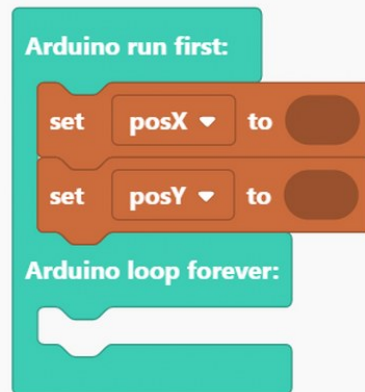 Arduino run first:
set posX to
set posY to
Arduino loop forever: